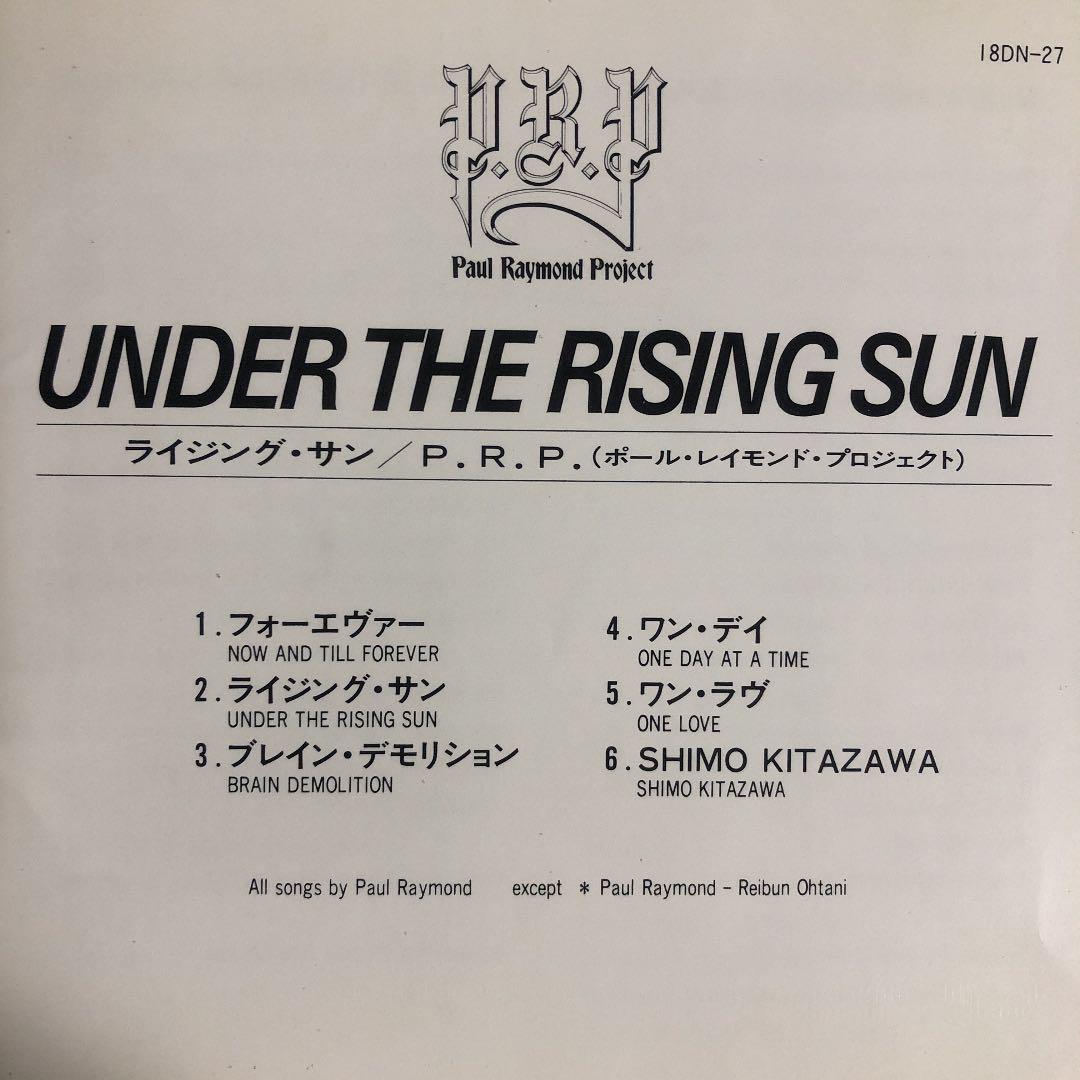 18DN-27
P.R.P
Paul Raymond Project
UNDER THE RISING SUN
ライジング・サン/P.R.P.(ポール・レイモンド・プロジェクト)
1.フォーエヴァー
NOW AND TILL FOREVER
2.ライジング・サン
UNDER THE RISING SUN
3.ブレイン・デモリション
BRAIN DEMOLITION
4.ワン・デイ
ONE DAY AT A TIME
5.ワン・ラヴ
ONE LOVE
6.SHIMO KITAZAWA
SHIMO KITAZAWA
All songs by Paul Raymond except * Paul Raymond – Reibun Ohtani